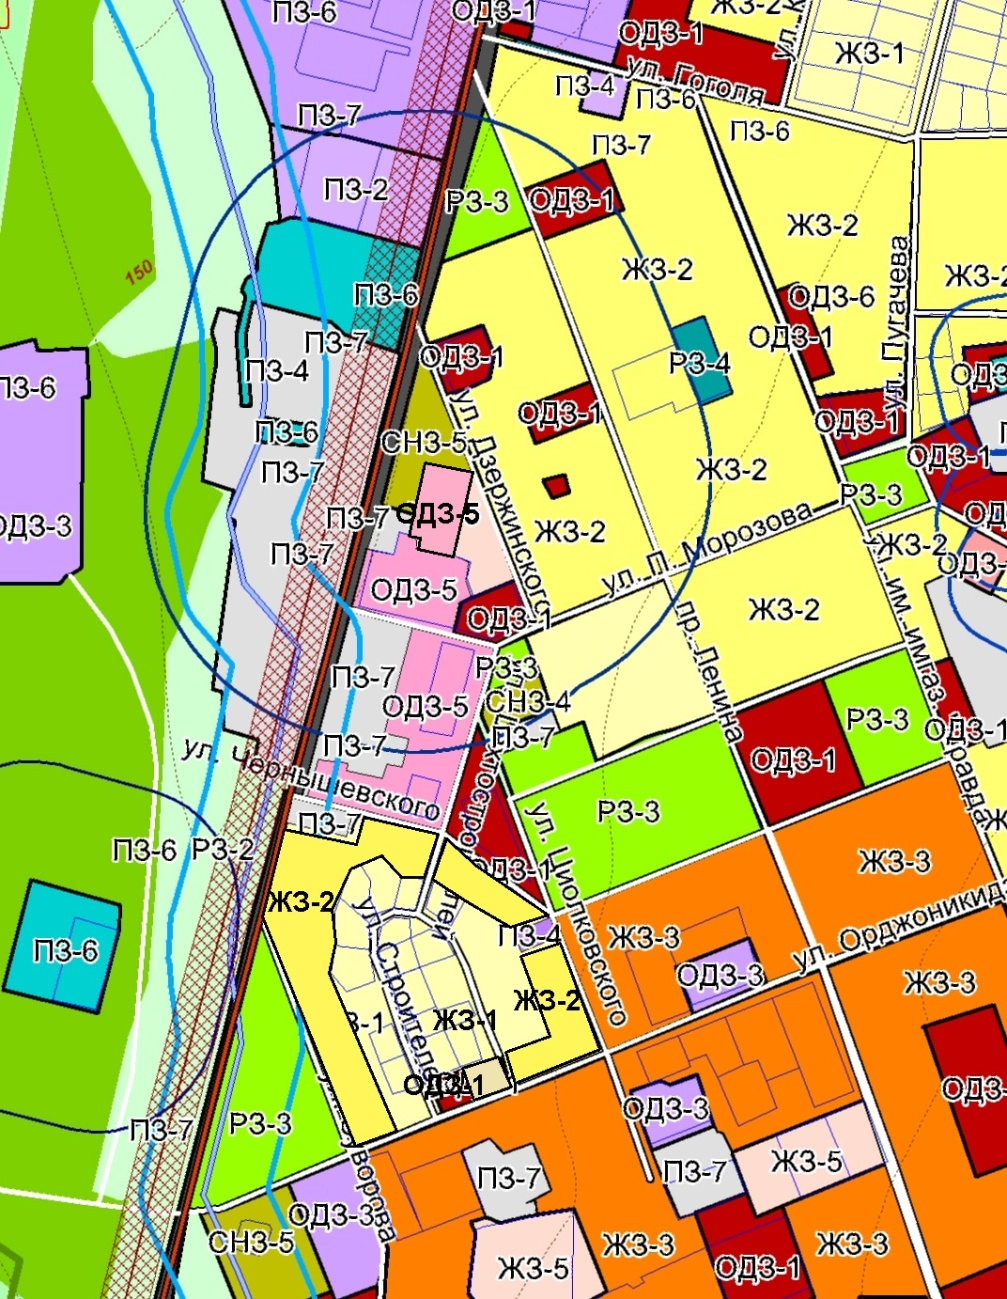 ПЗ-6
ОДЗ-1
ЖЗ-2
ОДЗ-1
ЖЗ-1
ул. Гоголя
ПЗ-4
ПЗ-6
ПЗ-7
ПЗ-6
ПЗ-7
ПЗ-2
РЗ-3
ОДЗ-1
ЖЗ-2
ЖЗ-2
ЖЗ-2
150
ул. Пугачева
ПЗ-6
ОДЗ-6
ПЗ-7
ОДЗ-1
ОДЗ-1
РЗ-4
ПЗ-4
ПЗ-6
ОДЗ-1
ОДЗ-1
ПЗ-6
СНЗ-5
ул. Дзержинского
ОДЗ-1
ПЗ-7
ЖЗ-2
РЗ-3
ПЗ-7
ОДЗ-5
ОДЗ-3
ЖЗ-2
ул. П. Морозова
ЖЗ-2
ПЗ-7
ОДЗ-5
ОДЗ-1
пр. Ленина
ЖЗ-2
РЗ-3
ПЗ-7
ОДЗ-5
СНЗ-4
РЗ-3
ОДЗ-1
ПЗ-7
ПЗ-7
ул. Чернышевского
ОДЗ-1
РЗ-3
ПЗ-7
ул. Циолковского
ПЗ-6
РЗ-2
ЖЗ-3
ОДЗ-1
ЖЗ-2
ПЗ-4
ЖЗ-3
ул. Орджоникид
ПЗ-6
ОДЗ-3
ЖЗ-3
ЖЗ-2
ул. Строителе
ЖЗ-1
ОДЗ-1
ОДЗ-3
ПЗ-7
РЗ-3
ПЗ-7
ПЗ-7
ЖЗ-5
ОДЗ-3
СНЗ-5
ЖЗ-5
ЖЗ-3
ОДЗ-1
ЖЗ-3